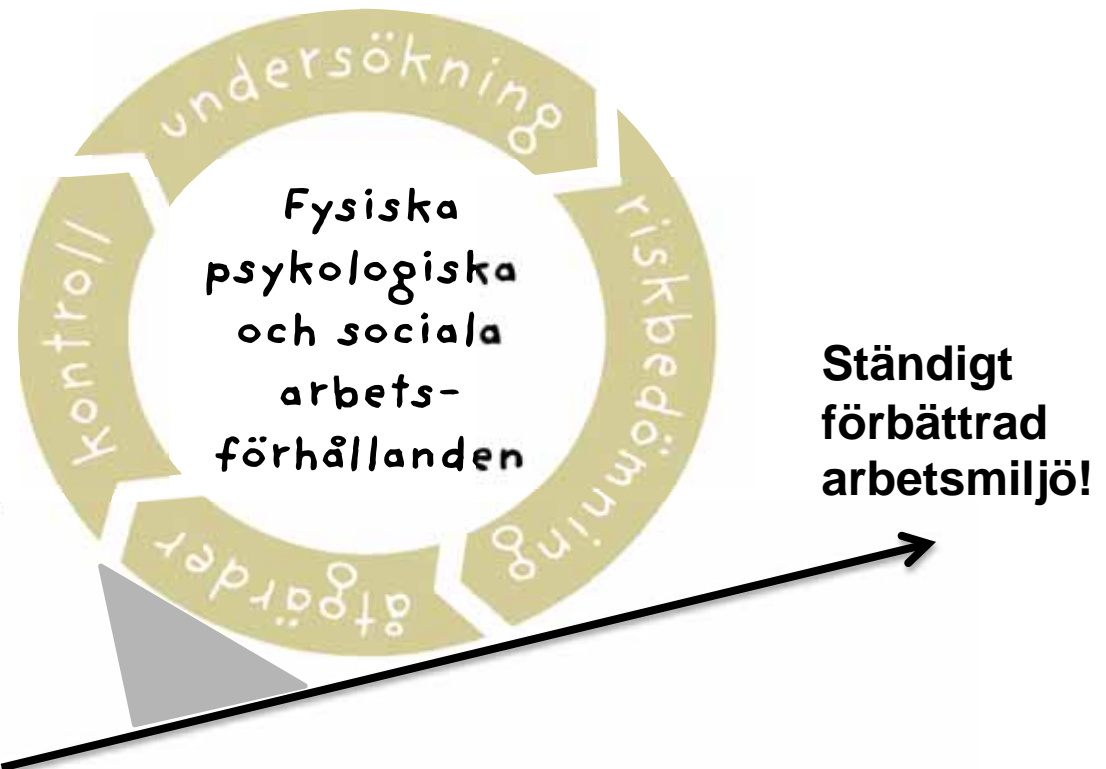 undersökning
riskbedömning
åtgärder
kontroll
Fysiska
psykologiska
och sociala
arbets-
förhållanden
Ständigt
förbättrad
arbetsmiljö!